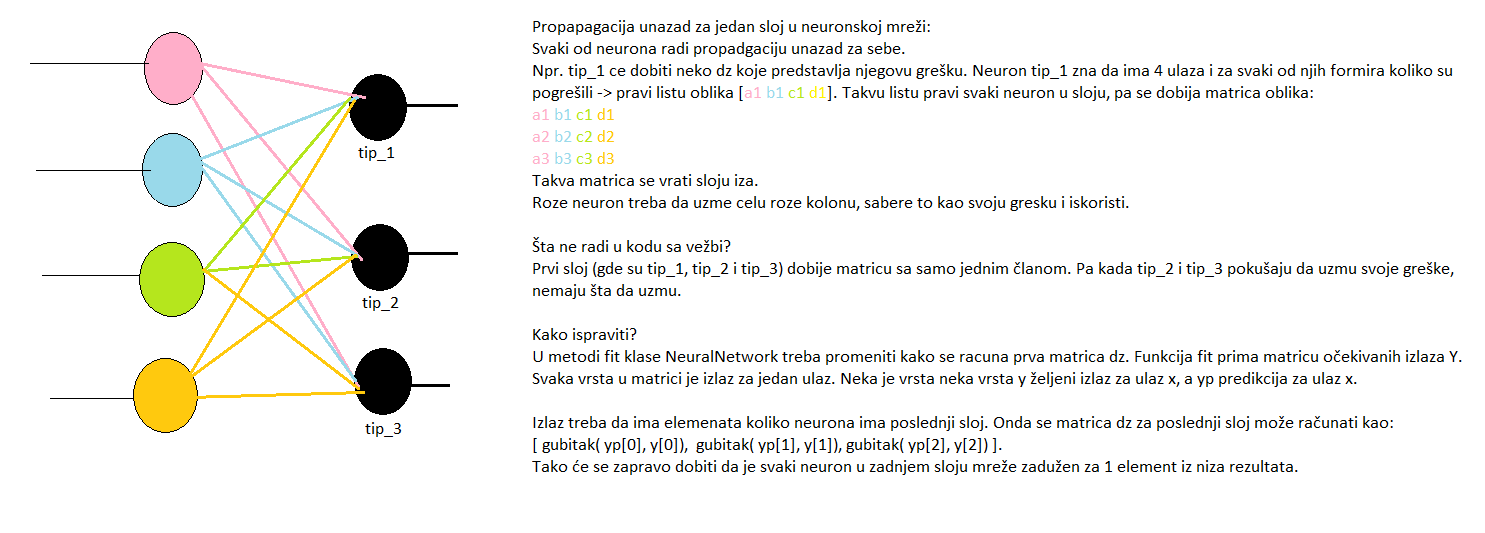 Propapagacija unazad za jedan sloj u neuronskoj mreži:
Svaki od neurona radi propadgaciju unazad za sebe.
Npr. tip_1 ce dobiti neko dz koje predstavlja njegovu grešku. Neuron tip_1 zna da ima 4 ulaza i za svaki od njih formira koliko su
pogrešili -> pravi listu oblika [a1 b1 c1 d1]. Takvu listu pravi svaki neuron u sloju, pa se dobija matrica oblika:
a1 b1 c1 d1
a2 b2 c2 d2
a3 b3 c3 d3
Takva matrica se vrati sloju iza.
Roze neuron treba da uzme celu roze kolonu, sabere to kao svoju gresku i iskoristi.
Šta ne radi u kodu sa vežbi?
Prvi sloj (gde su tip_1, tip_2 i tip_3) dobije matricu sa samo jednim članom. Pa kada tip_2 i tip_3 pokušaju da uzmu svoje greške,
nemaju šta da uzmu.
Kako ispraviti?
U metodi fit klase NeuralNetwork treba promeniti kako se racuna prva matrica dz. Funkcija fit prima matricu očekivanih izlaza Y.
Svaka vrsta u matrici je izlaz za jedan ulaz. Neka je vrsta neka vrsta y željeni izlaz za ulaz x, a yp predikcija za ulaz x.
Izlaz treba da ima elemenata koliko neurona ima poslednji sloj. Onda se matrica dz za poslednji sloj može računati kao:
[ gubitak( yp[0], y[0]), gubitak( yp[1], y[1]), gubitak( yp[2], y[2]) ].
Tako će se zapravo dobiti da je svaki neuron u zadnjem sloju mreže zadužen za 1 element iz niza rezultata.
tip_1
tip_2
tip_3